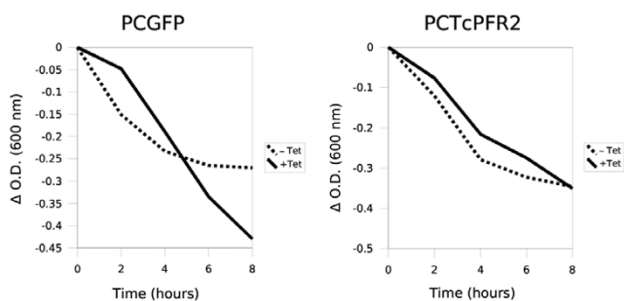 PCGFP
0
-0.05
-0.1
-0.15
-0.2
-0.25
-0.3
-0.35
-0.4
-0.45
Δ O.D. (600 nm)
0 2 4 6 8
Time (hours)
– Tet
+Tet
PCTcPFR2
0
-0.1
-0.2
-0.3
-0.4
-0.5
Δ O.D. (600 nm)
0 2 4 6 8
Time (hours)
– Tet
+Tet